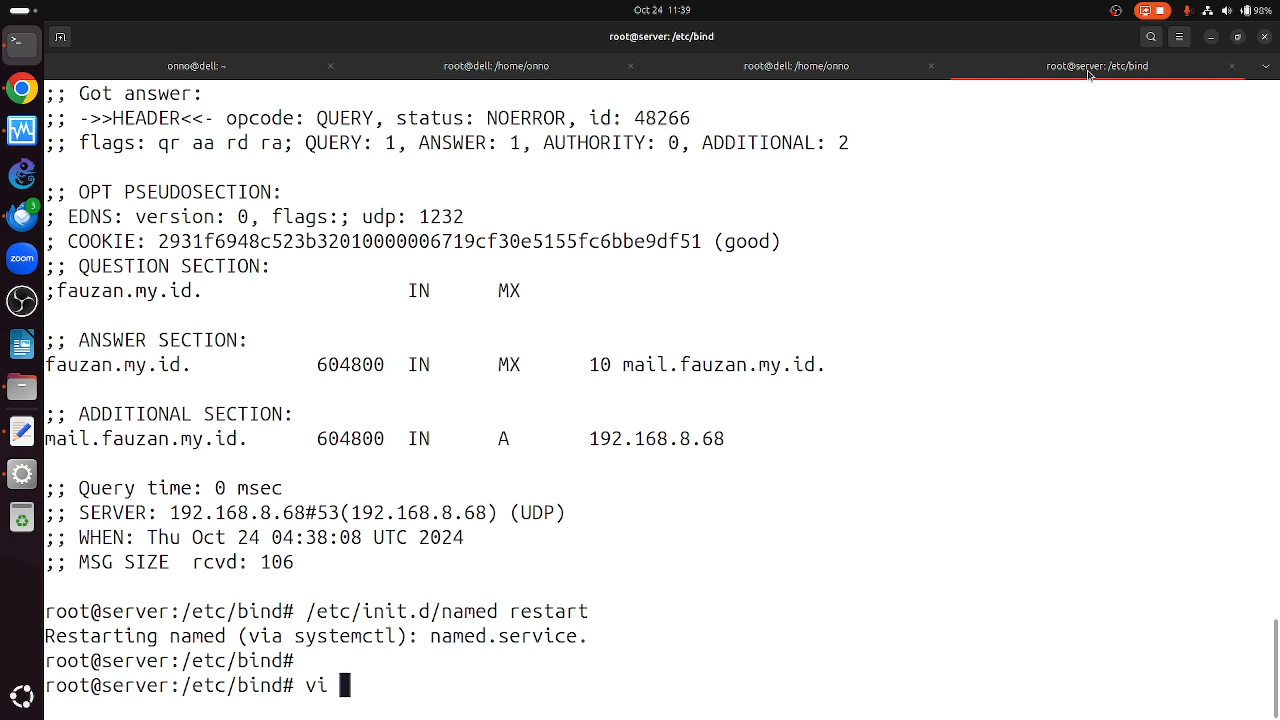 Oct 24 11:39
98%
root@server: /etc/bind
onno@dell: ~
root@dell: /home/onno
root@dell: /home/onno
root@server: /etc/bind
;; Got answer:
;; ->>HEADER<<- opcode: QUERY, status: NOERROR, id: 48266
;; flags: qr aa rd ra; QUERY: 1, ANSWER: 1, AUTHORITY: 0, ADDITIONAL: 2
;; OPT PSEUDOSECTION:
; EDNS: version: 0, flags:; udp: 1232
; COOKIE: 2931f6948c523b32010000006719cf30e5155fc6bbe9df51 (good)
;; QUESTION SECTION:
;fauzan.my.id. IN MX
;; ANSWER SECTION:
fauzan.my.id. 604800 IN MX 10 mail.fauzan.my.id.
;; ADDITIONAL SECTION:
mail.fauzan.my.id. 604800 IN A 192.168.8.68
;; Query time: 0 msec
;; SERVER: 192.168.8.68#53(192.168.8.68) (UDP)
;; WHEN: Thu Oct 24 04:38:08 UTC 2024
;; MSG SIZE rcvd: 106
root@server:/etc/bind# /etc/init.d/named restart
Restarting named (via systemctl): named.service.
root@server:/etc/bind#
root@server:/etc/bind# vi
3
zoom